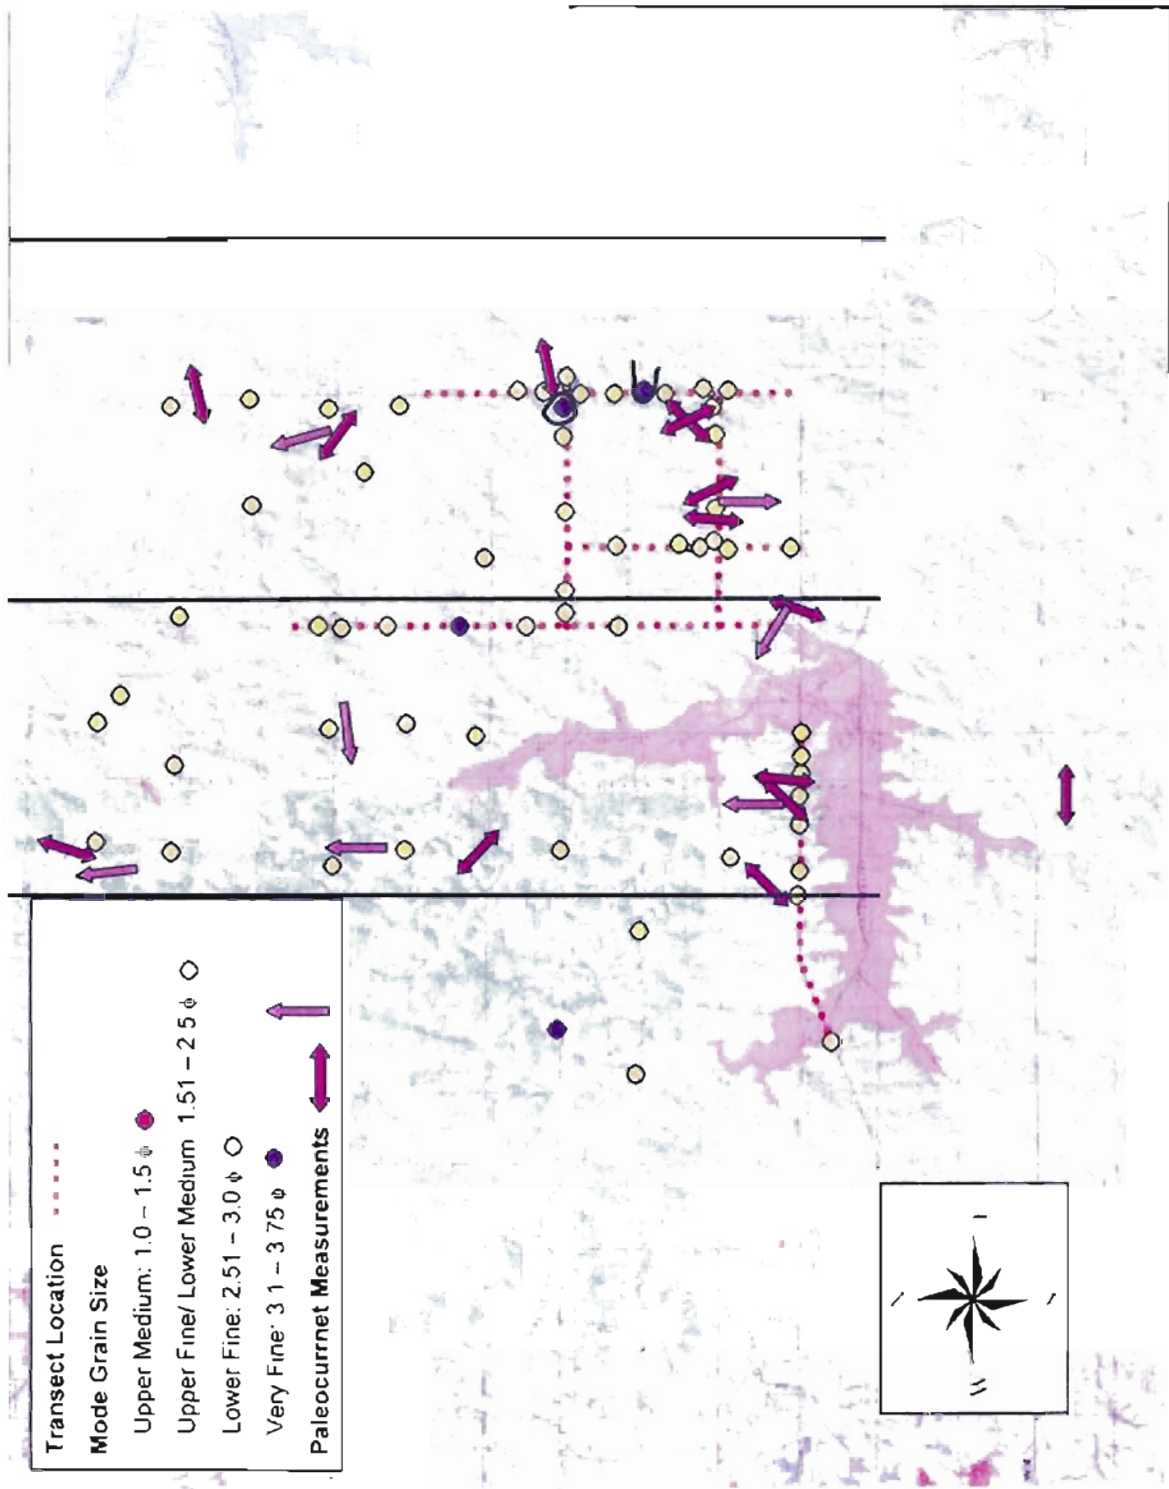 Transect Location
Mode Grain Size
Upper Medium: 1.0 – 1.5 ϕ
Upper Fine/ Lower Medium 1.51 – 2 5 ϕ
Lower Fine: 2.51 – 3.0 ϕ
Very Fine: 3 1 – 3 75 ϕ
Paleocurrnet Measurements